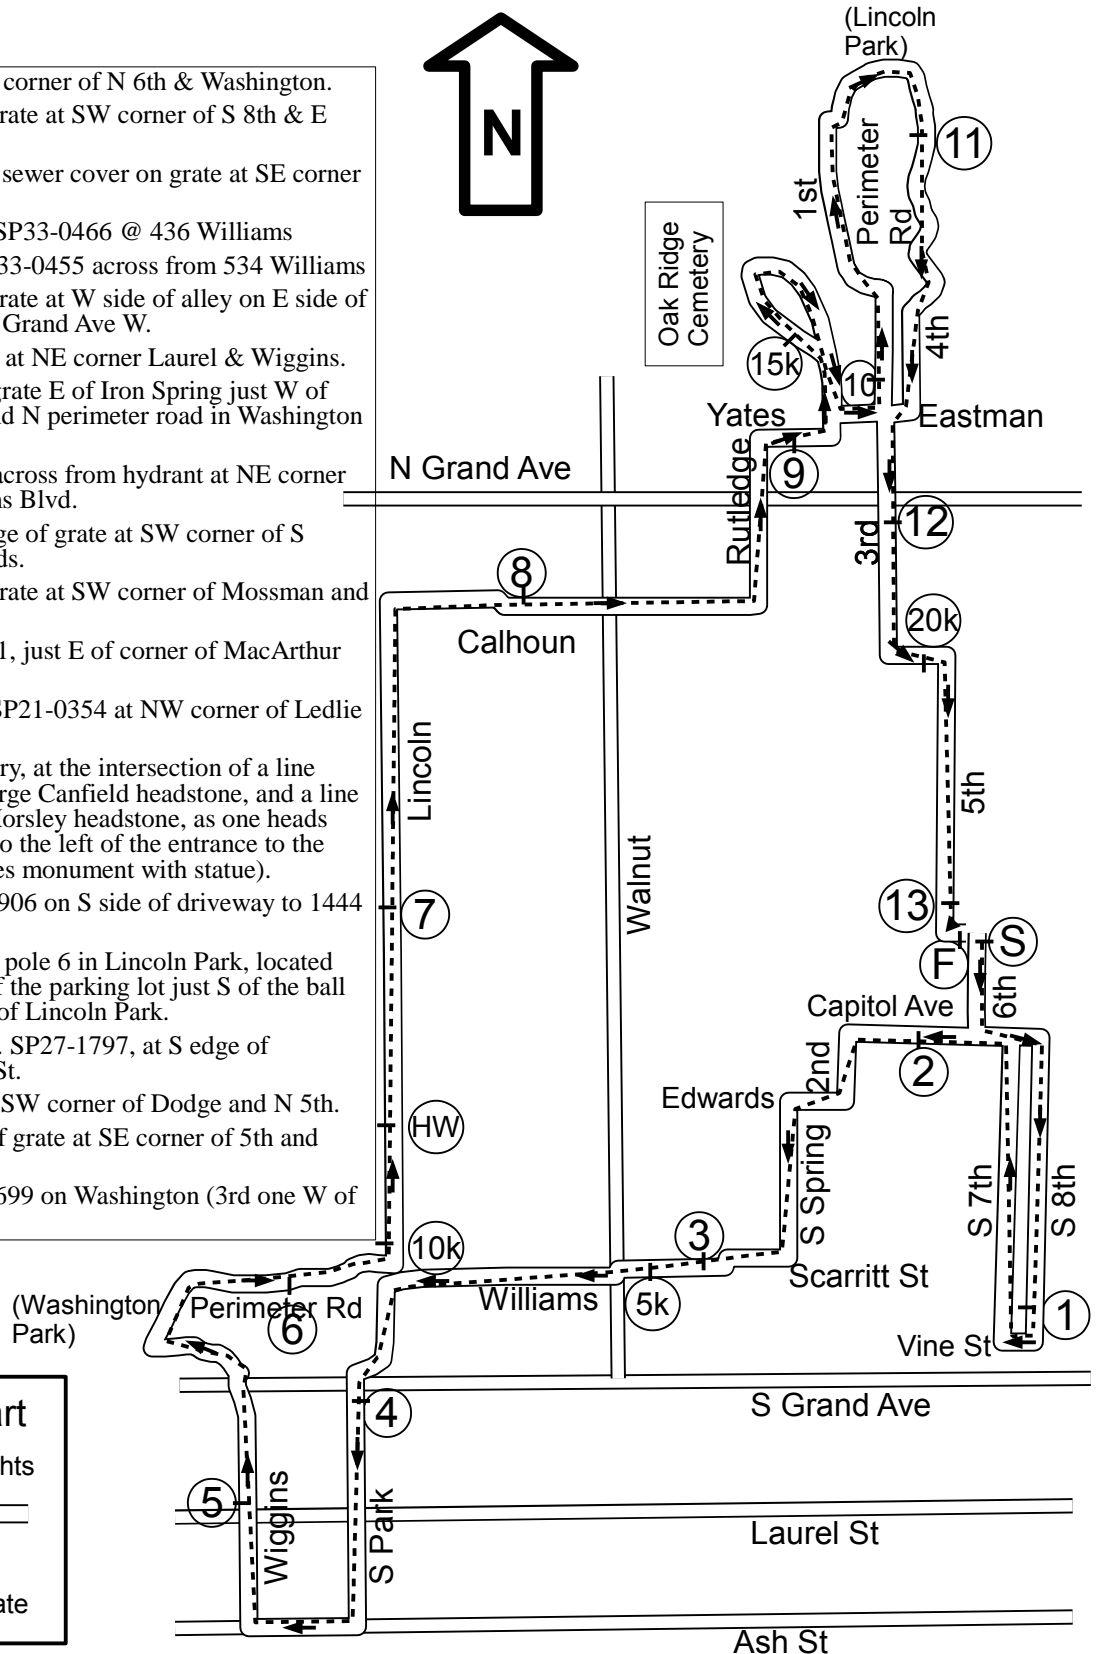 corner of N 6th & Washington.
rate at SW corner of S 8th & E
sewer cover on grate at SE corner
SP33-0466 @ 436 Williams
33-0455 across from 534 Williams
rate at W side of alley on E side of
Grand Ave W.
at NE corner Laurel & Wiggins.
grate E of Iron Spring just W of
nd N perimeter road in Washington
across from hydrant at NE corner
ns Blvd.
ge of grate at SW corner of S
ds.
rate at SW corner of Mossman and
1, just E of corner of MacArthur
SP21-0354 at NW corner of Ledlie
ry, at the intersection of a line
rge Canfield headstone, and a line
Horsley headstone, as one heads
to the left of the entrance to the
es monument with statue).
906 on S side of driveway to 1444
pole 6 in Lincoln Park, located
f the parking lot just S of the ball
of Lincoln Park.
. SP27-1797, at S edge of
St.
SW corner of Dodge and N 5th.
f grate at SE corner of 5th and
699 on Washington (3rd one W of
N
(Lincoln
Park)
11
Perimeter
Rd
1st
Oak Ridge
Cemetery
4th
15k
10
Yates
Eastman
9
N Grand Ave
Rutledge
12
3rd
8
20k
Calhoun
Lincoln
5th
Walnut
7
13
F
S
6th
Capitol Ave
2nd
2
Edwards
HW
S Spring
S 7th
S 8th
3
10k
Scarritt St
Williams
5k
(Washington
Park)
Perimeter Rd
6
1
Vine St
4
S Grand Ave
art
hts
5
Wiggins
S Park
Laurel St
ate
Ash St